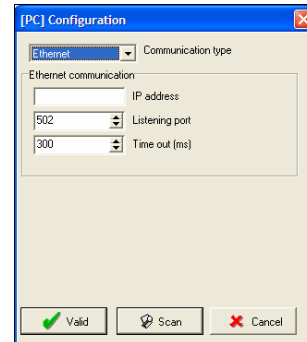 [PC] Configuration
Ethernet Communication type
Ethernet communication
IP address
502 Listening port
300 Time out (ms)
Valid Scan Cancel